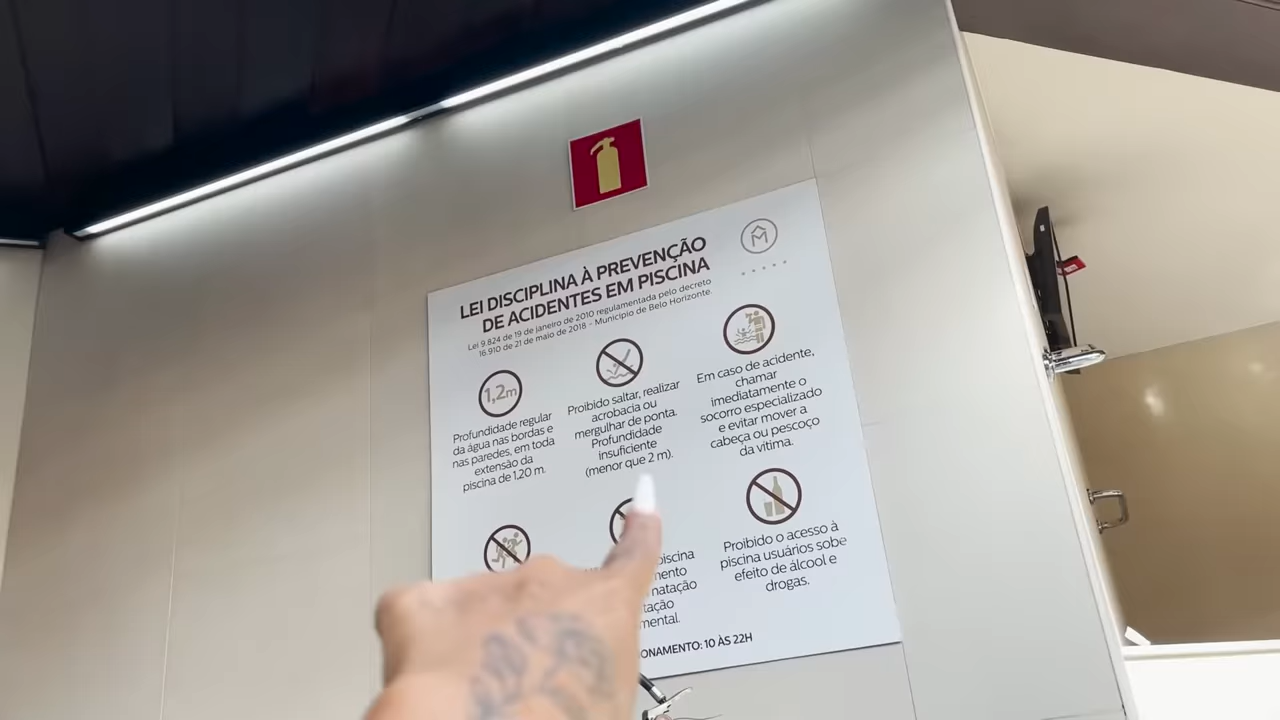 LEI DISCIPLINA À PREVENÇÃO
DE ACIDENTES EM PISCINA
Lei 9.824 de 19 de janeiro de 2010 regulamentada pelo decreto
16.910 de 21 de maio de 2018 - Município de Belo Horizonte.
M
1,2m
Profundidade regular
da água nas bordas e
nas paredes, em toda
extensão da
piscina de 1,20 m.
Proibido saltar, realizar
acrobacia ou
mergulhar de ponta.
Profundidade
insuficiente
(menor que 2 m).
Em caso de acidente,
chamar
imediatamente o
socorro especializado
e evitar mover a
cabeça ou pescoço
da vítima.
piscina
natação
Proibido o acesso à
piscina usuários sobe
efeito de álcool e
drogas.
10 ÀS 22H